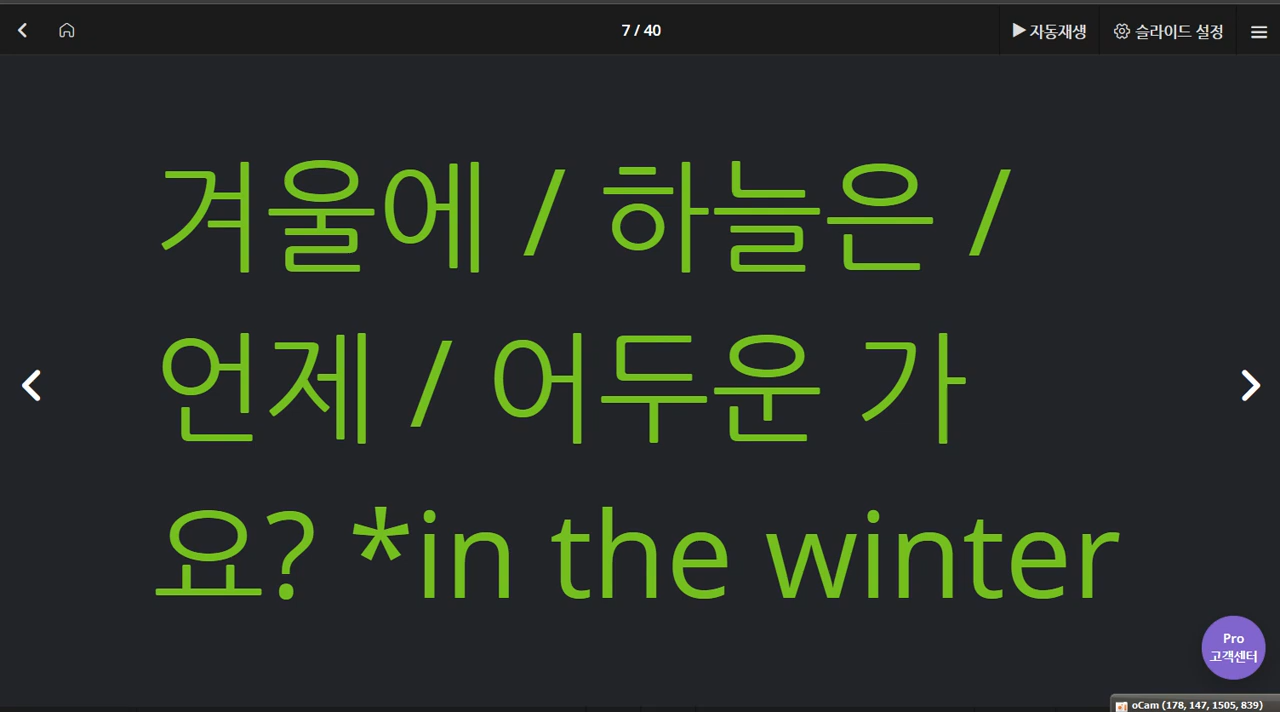 7 / 40
▶ 자동재생
슬라이드 설정
겨울에 / 하늘은 /
언제 / 어두운 가
요? *in the winter
Pro
고객센터
oCam (178, 147, 1505, 839)